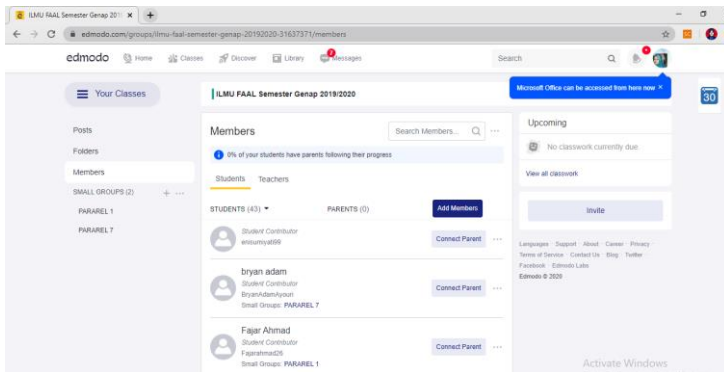 ILMU FAAL Semester Genap 201
edmodo.com/groups/ilmu-faal-semester-genap-20192020-31637371/members
edmodo Home Classes Discover Library Messages Search
2
Microsoft Office can be accessed from here now ×
30
Your Classes
Posts
Folders
Members
SMALL GROUPS (2)
PARAREL 1
PARAREL 7
ILMU FAAL Semester Genap 2019/2020
Members Search Members...
0% of your students have parents following their progress
Students Teachers
STUDENTS (43) PARENTS (0) Add Members
Student Contributor
Connect Parent
bryan adam
Student Contributor
BryanAdamAyouri
Connect Parent
Small Groups: PARAREL 7
Fajar Ahmad
Student Contributor
Fajarahmad26
Connect Parent
Small Groups: PARAREL 1
Upcoming
No classwork currently due
View all classwork
Invite
Languages Support About Career Privacy
Terms of Service Contact Us Blog Twitter
Facebook Edmodo Labs
Edmodo © 2020
Activate Windows